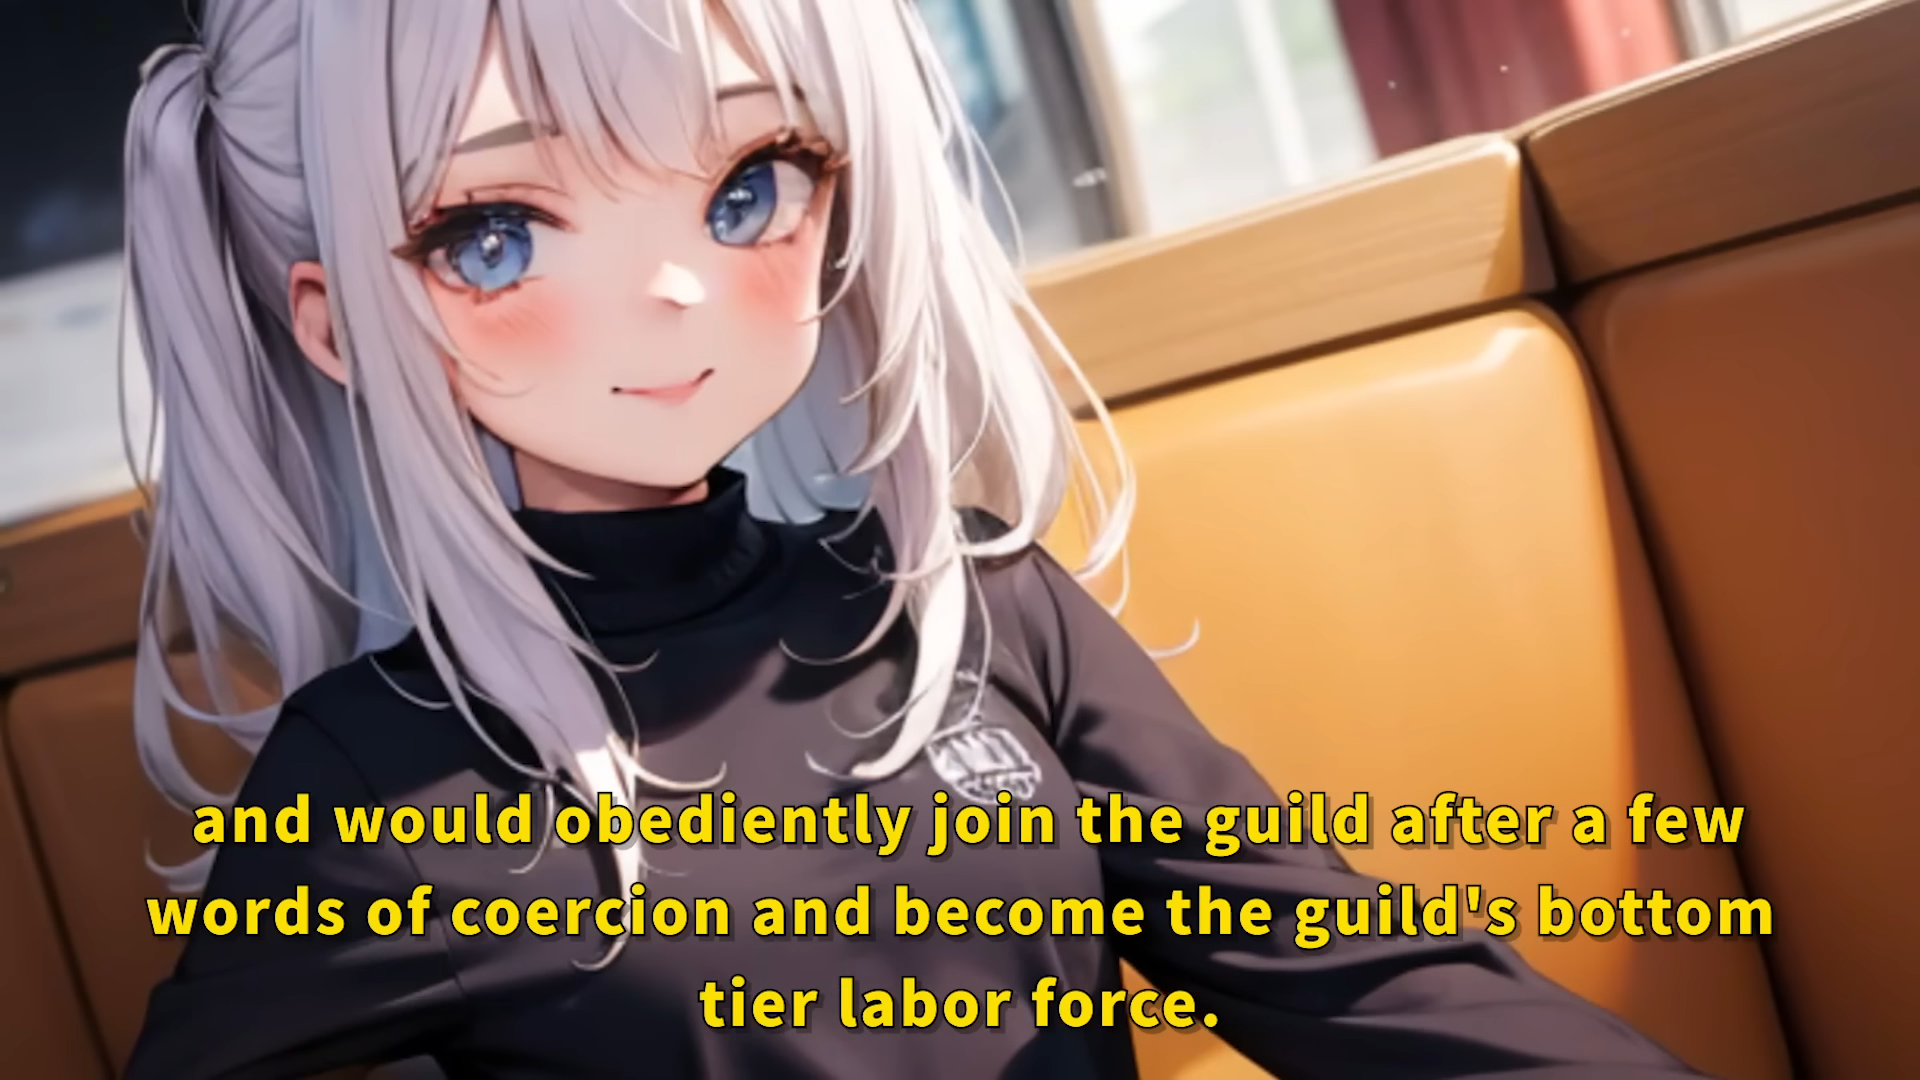 and would obediently join the guild after a few
words of coercion and become the guild's bottom
tier labor force.